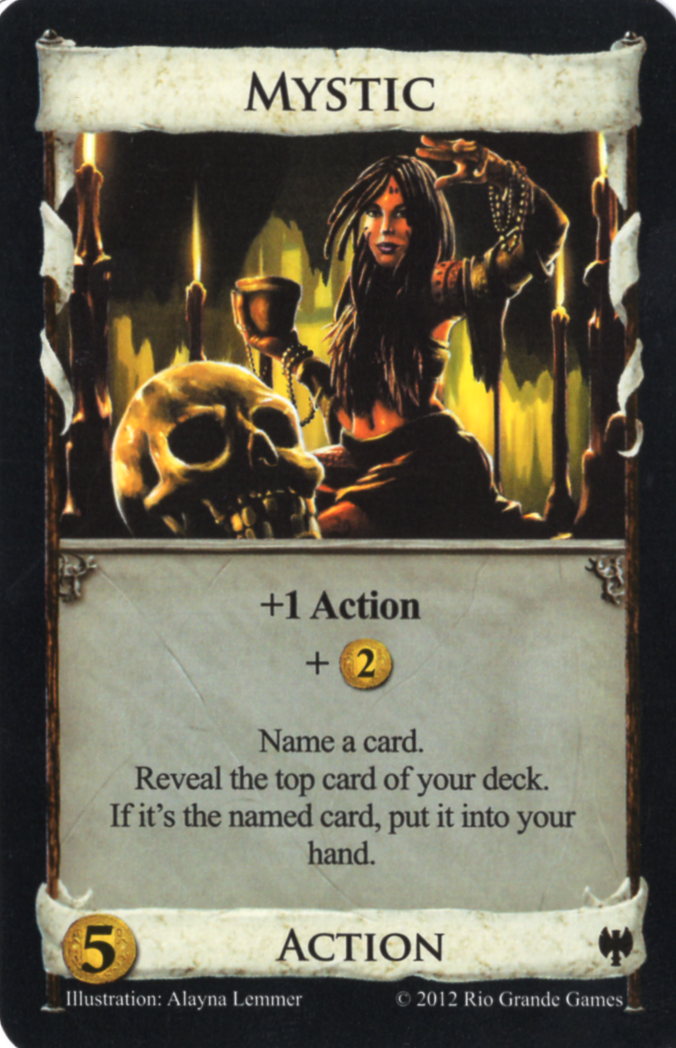 MYSTIC
+1 Action
+ 2
Name a card.
Reveal the top card of your deck.
If it's the named card, put it into your
hand.
5 ACTION
Illustration: Alayna Lemmer © 2012 Rio Grande Games